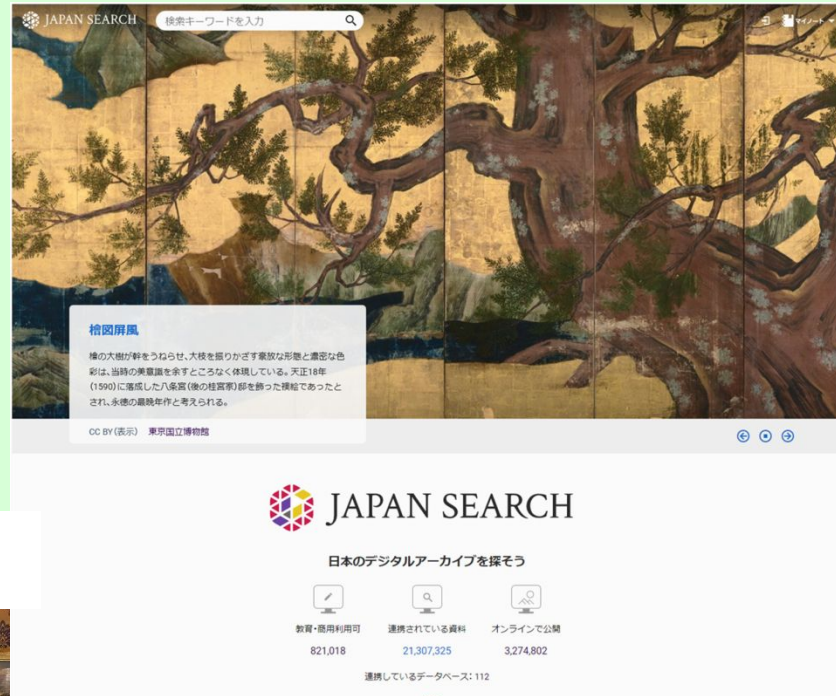 JAPAN SEARCH
検索キーワードを入力
マイノート
檜図屏風
檜の大樹が幹をうねらせ、大枝を振りかざす豪放な形態と濃密な色
彩は、当時の美意識を余すところなく体現している。天正18年
(1590)に落成した八条宮(後の桂宮家)邸を飾った襖絵であったと
され、永徳の最晩年作と考えられる。
CC BY(表示) 東京国立博物館
JAPAN SEARCH
日本のデジタルアーカイブを探そう
教育・商用利用可 連携されている資料 オンラインで公開
821,018 21,307,325 3,274,802
連携しているデータベース: 112